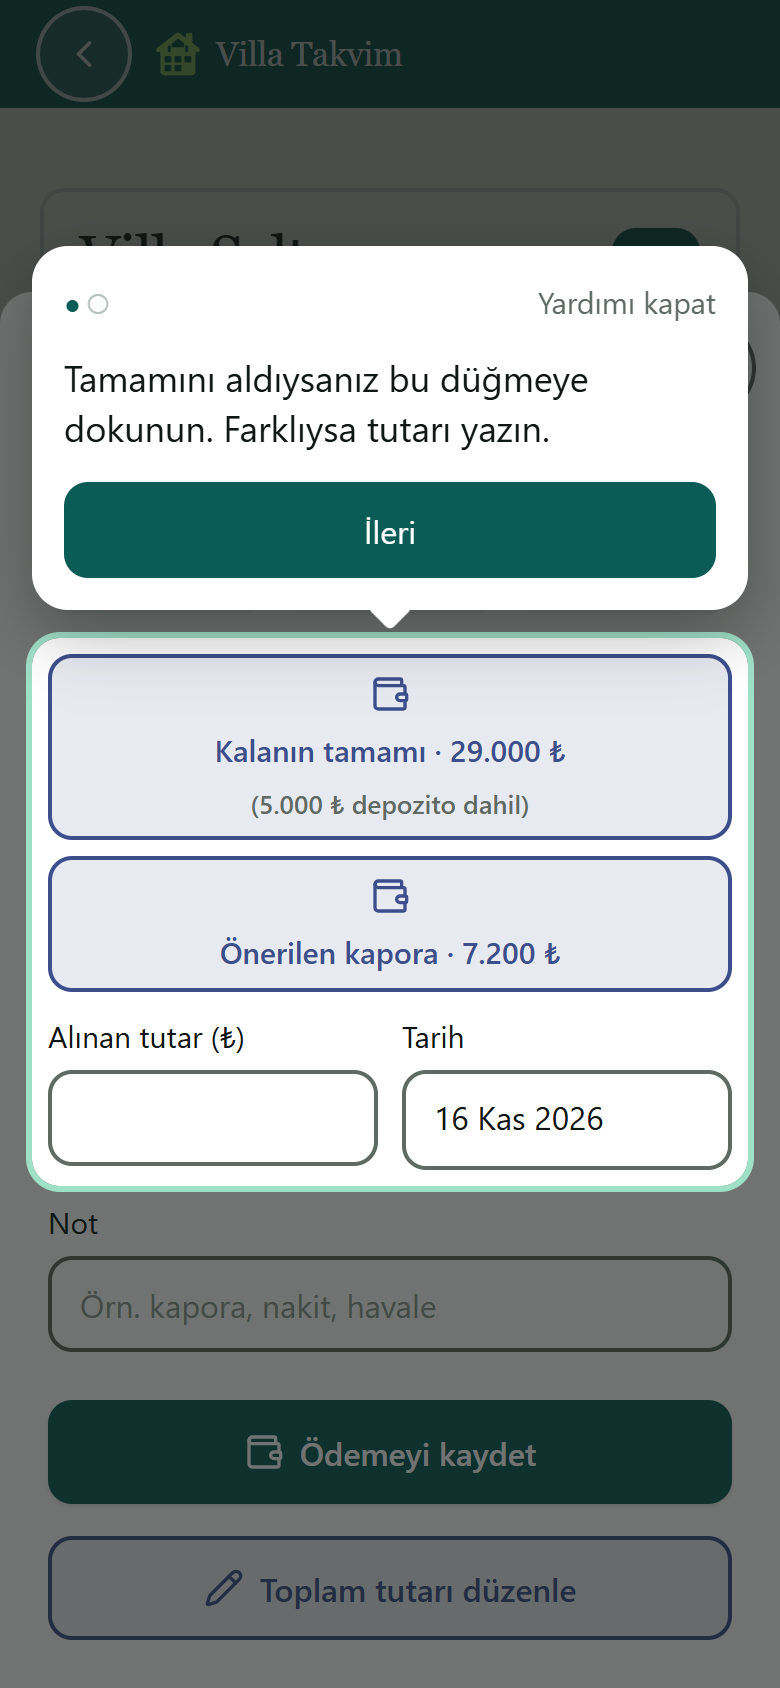 Villa Takvim
Yardımı kapat
Tamamını aldıysanız bu düğmeye
dokunun. Farklıysa tutarı yazın.
İleri
Kalanın tamamı · 29.000 ₺
(5.000 ₺ depozito dahil)
Önerilen kapora · 7.200 ₺
Alınan tutar (₺)
Tarih
16 Kas 2026
Not
Örn. kapora, nakit, havale
Ödemeyi kaydet
Toplam tutarı düzenle